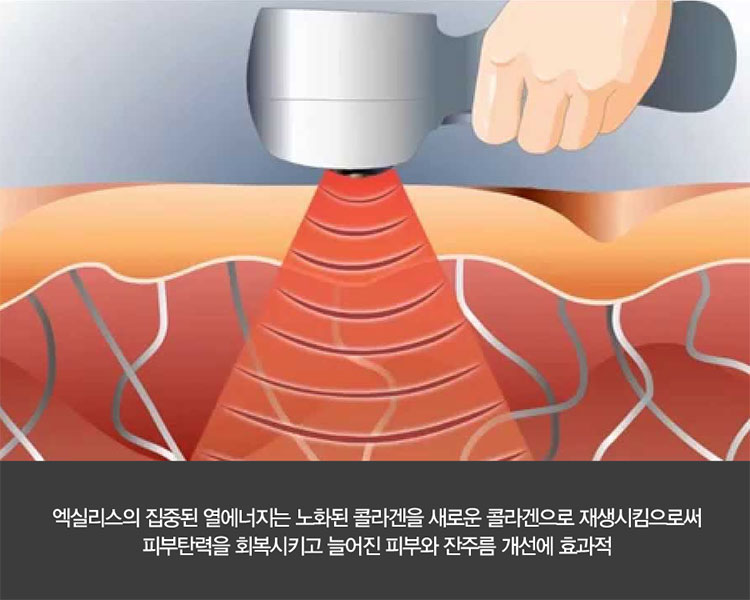 엑실리스의 집중된 열에너지는 노화된 콜라겐을 새로운 콜라겐으로 재생시킴으로써
피부탄력을 회복시키고 늘어진 피부와 잔주름 개선에 효과적